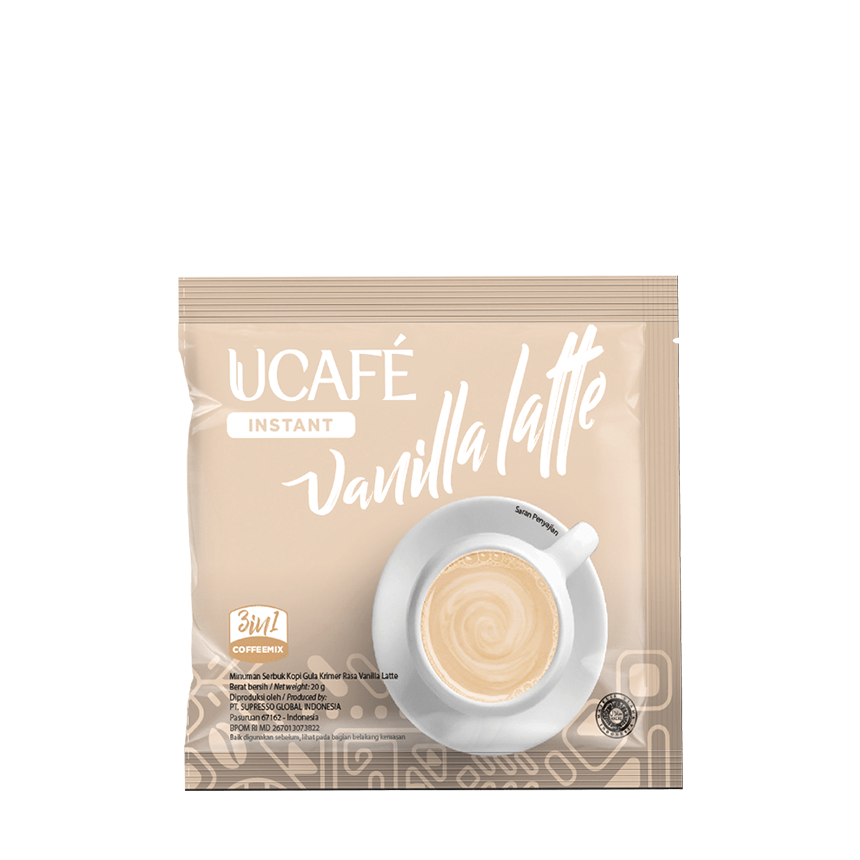 UCAFÉ
INSTANT
Vanilla latte
Saran Penyajian
3in1
COFFEEMIX
Minuman Serbuk Kopi Gula Krimer Rasa Vanilla Latte
Berat bersih / Net weight: 20 g
Diproduksi oleh / Produced by:
PT. SUPRESSO GLOBAL INDONESIA
Pasuruan 67162 - Indonesia
BPOM RI MD 267013073822
Baik digunakan sebelum, lihat pada bagian belakang kemasan